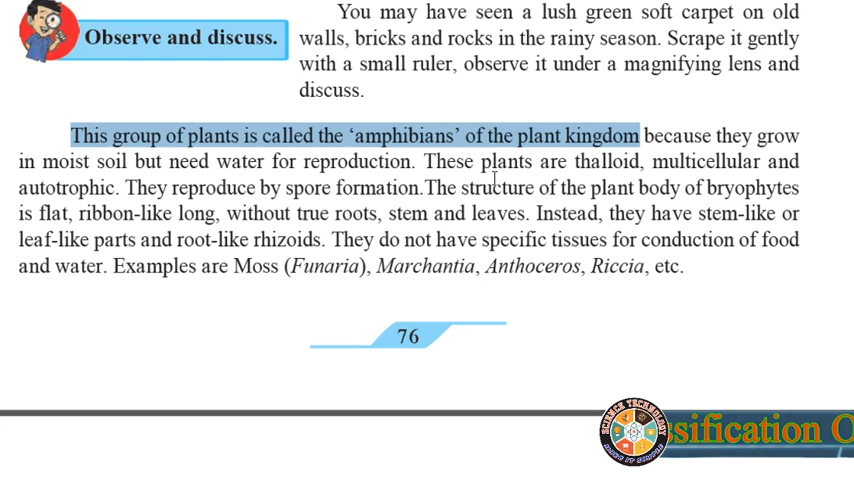 You may have seen a lush green soft carpet on old
Observe and discuss.
walls, bricks and rocks in the rainy season. Scrape it gently
with a small ruler, observe it under a magnifying lens and
discuss.
This group of plants is called the ‘amphibians’ of the plant kingdom because they grow
in moist soil but need water for reproduction. These plants are thalloid, multicellular and
autotrophic. They reproduce by spore formation.The structure of the plant body of bryophytes
is flat, ribbon-like long, without true roots, stem and leaves. Instead, they have stem-like or
leaf-like parts and root-like rhizoids. They do not have specific tissues for conduction of food
and water. Examples are Moss (Funaria), Marchantia, Anthoceros, Riccia, etc.
76
SCIENCE TECHNOLOGY
MAKE IT SIMPLE
ssification O